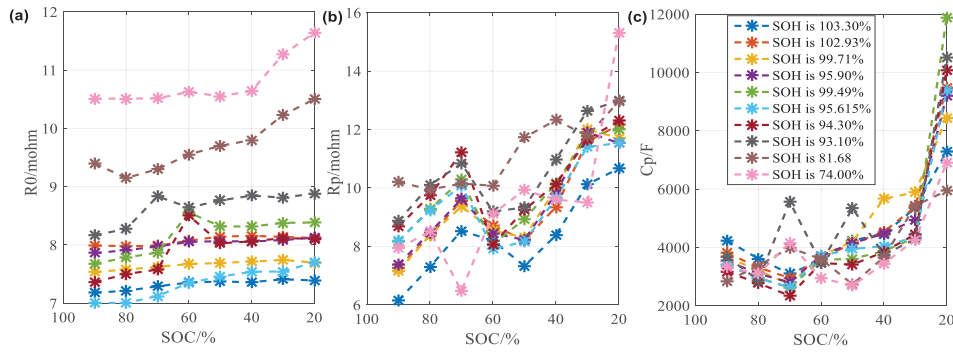 (a)
R0/mohm
12
11
10
9
8
7
100 80 60 40 20
SOC/%
(b)
Rp/mohm
16
14
12
10
8
6
100 80 60 40 20
SOC/%
(c)
Cp/F
12000
10000
8000
6000
4000
2000
100 80 60 40 20
SOC/%
SOH is 103.30%
SOH is 102.93%
SOH is 99.71%
SOH is 95.90%
SOH is 99.49%
SOH is 95.615%
SOH is 94.30%
SOH is 93.10%
SOH is 81.68
SOH is 74.00%